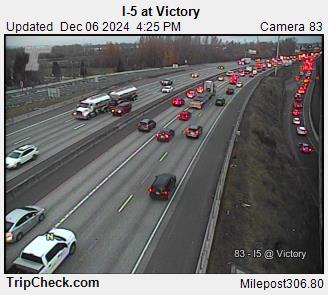 I-5 at Victory
Updated Dec 06 2024 4:25 PM Camera 83
83 - I5 @ Victory
TripCheck.com Milepost306.80